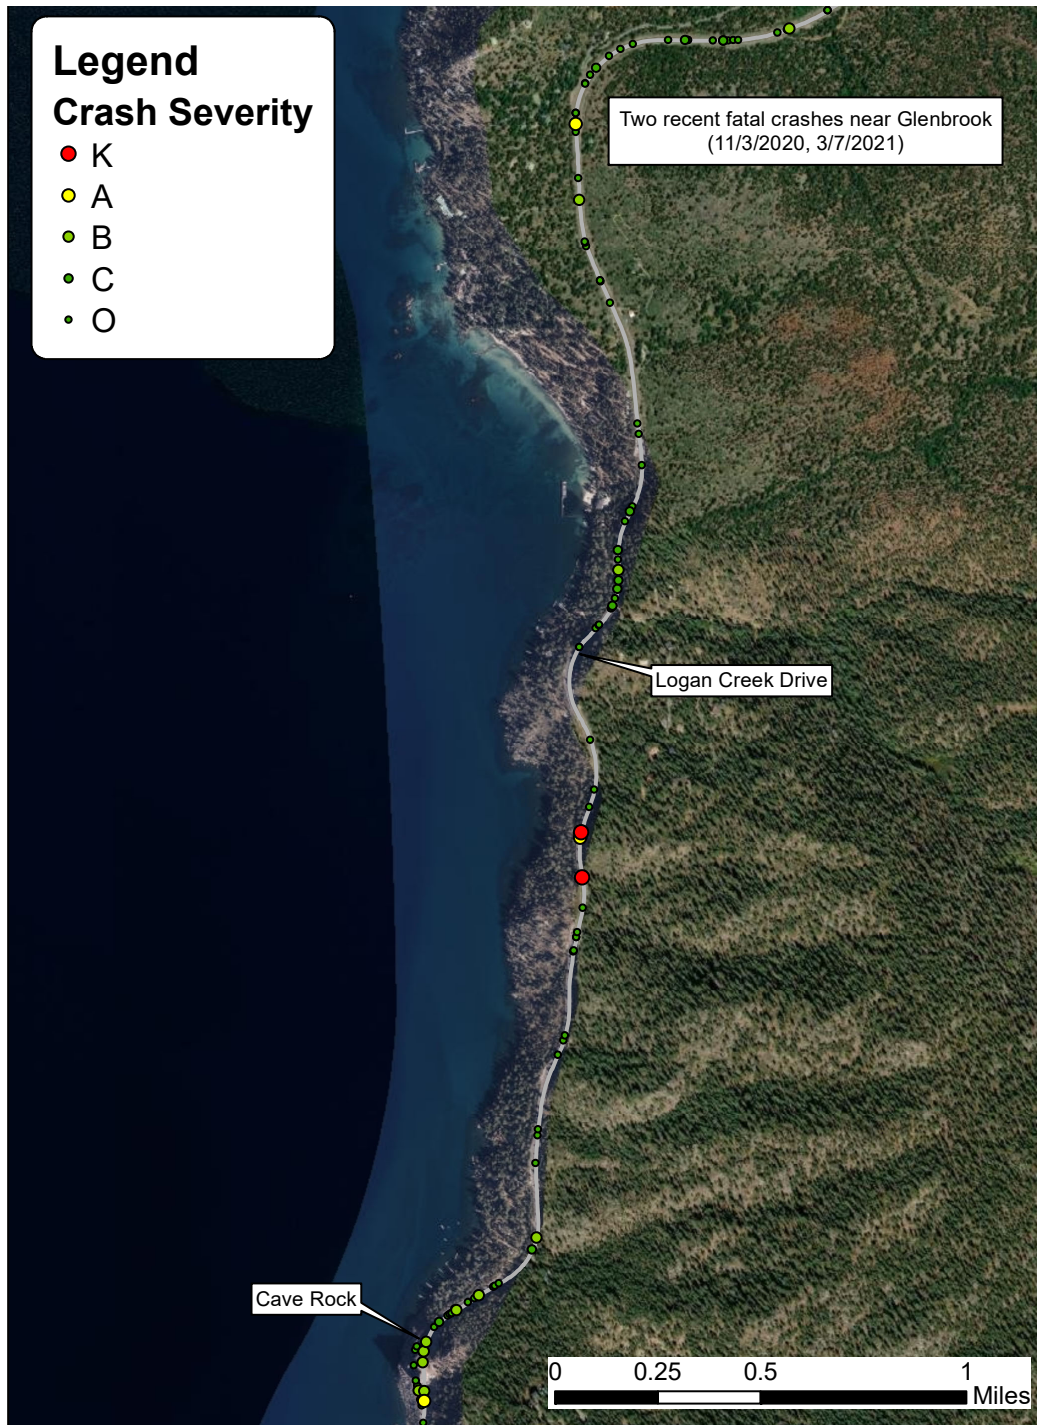 Legend
Crash Severity
K
A
B
C
O
Two recent fatal crashes near Glenbrook
(11/3/2020, 3/7/2021)
Logan Creek Drive
Cave Rock
0 0.25 0.5 1
Miles